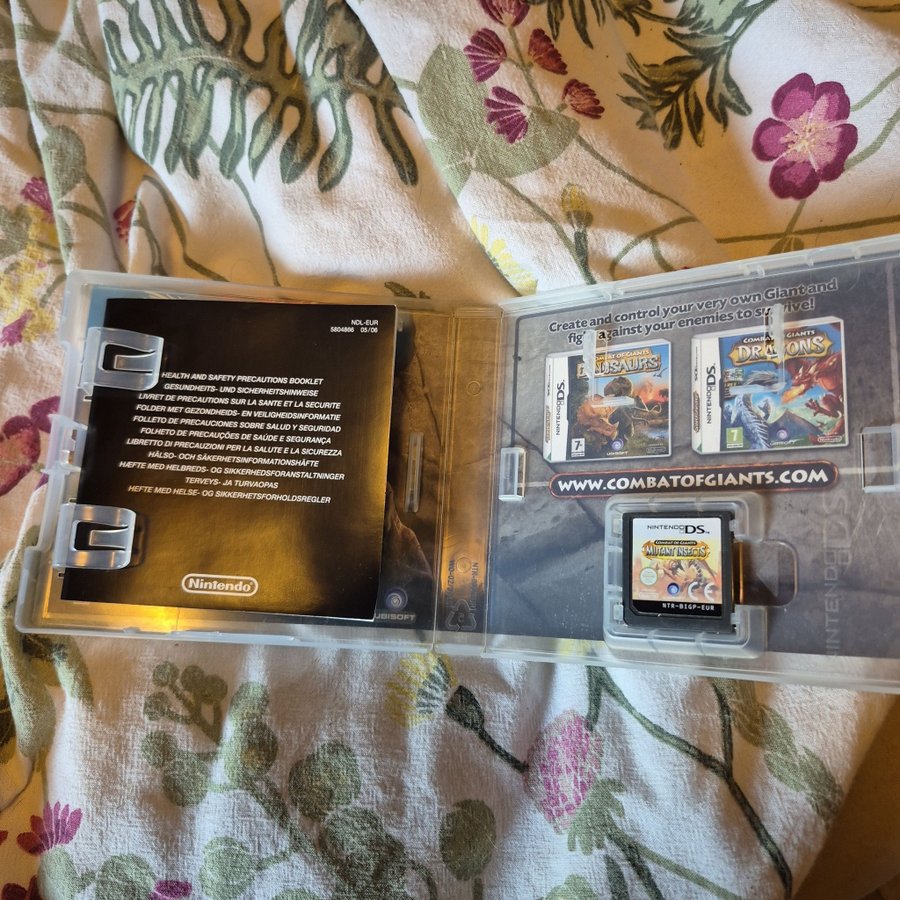 NDL-EUR
5804866 05/06
HEALTH AND SAFETY PRECAUTIONS BOOKLET
GESUNDHEITS- UND SICHERHEITSHINWEISE
LIVRET DE PRECAUTIONS SUR LA SANTE ET LA SECURITE
FOLDER MET GEZONDHEIDS- EN VEILIGHEIDSINFORMATIE
FOLLETO DE PRECAUCIONES SOBRE SALUD Y SEGURIDAD
FOLHETO DE PRECAUÇÕES DE SAÚDE E SEGURANÇA
LIBRETTO DI PRECAUZIONI PER LA SALUTE E LA SICUREZZA
HÄLSO- OCH SÄKERHETSINFORMATIONSHÄFTE
HÆFTE MED HELBREDS- OG SIKKERHEDSFORANSTALTNINGER
TERVEYS- JA TURVAOPAS
HEFTE MED HELSE- OG SIKKERHETSFORHOLDSREGLER
Nintendo
UBISOFT
Create and control your very own Giant and
fight against your enemies to survive!
NINTENDO DS
COMBAT OF GIANTS
DINOSAURS
7+
NINTENDO DS
COMBAT OF GIANTS
DRAGONS
7
WWW.COMBATOFGIANTS.COM
NINTENDO DS
COMBAT OF GIANTS
MUTANT INSECTS
CE
NTR-BIGP-EUR
NINTENDO DS